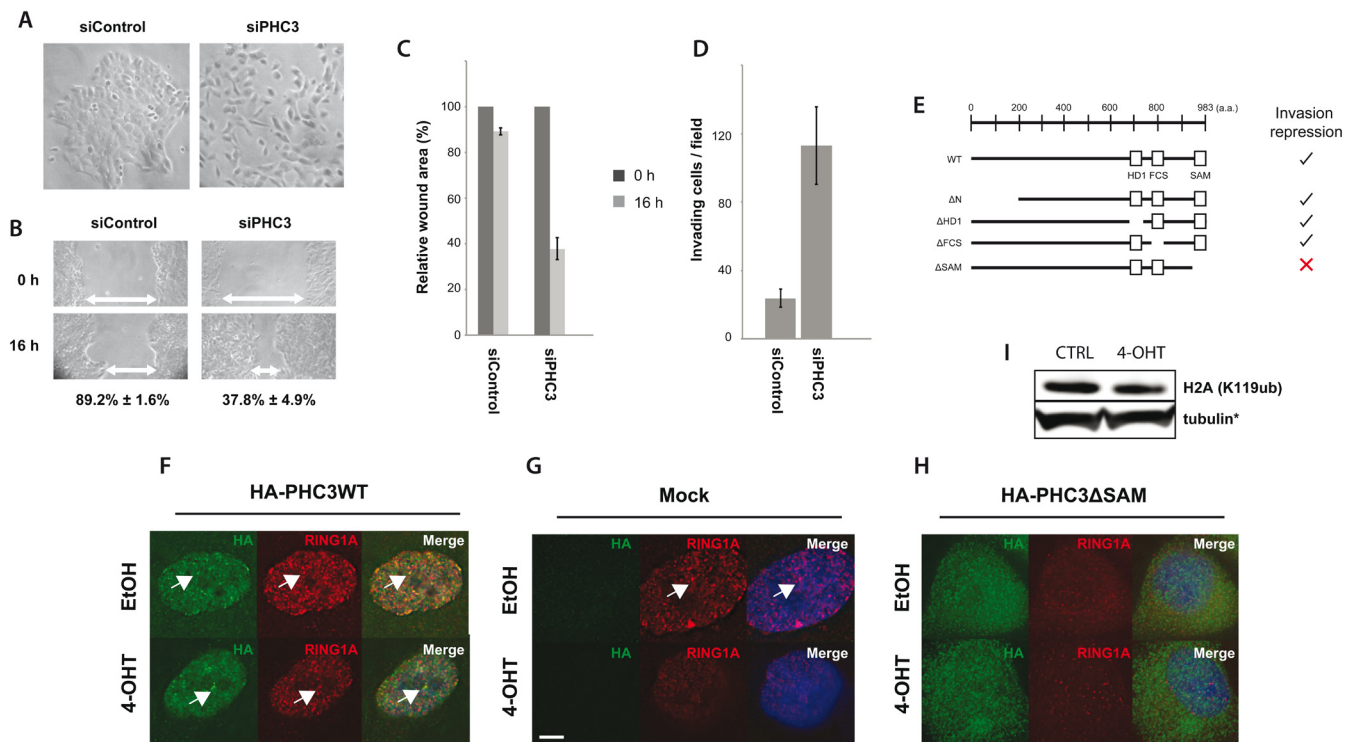 A
siControl
siPHC3
B
siControl
siPHC3
0 h
16 h
89.2% ± 1.6%
37.8% ± 4.9%
C
Relative wound area (%)
100
80
60
40
20
0
siControl
siPHC3
0 h
16 h
D
Invading cells / field
120
80
40
0
siControl
siPHC3
E
0 200 400 600 800 983 (a.a.)
Invasion
repression
WT
✓
HD1 FCS SAM
ΔN
✓
ΔHD1
✓
ΔFCS
✓
ΔSAM
✕
I
CTRL 4-OHT
H2A (K119ub)
tubulin*
F
HA-PHC3WT
HA RING1A Merge
EtOH
HA RING1A Merge
4-OHT
G
Mock
HA RING1A Merge
EtOH
HA RING1A Merge
4-OHT
H
HA-PHC3ΔSAM
HA RING1A Merge
EtOH
HA RING1A Merge
4-OHT